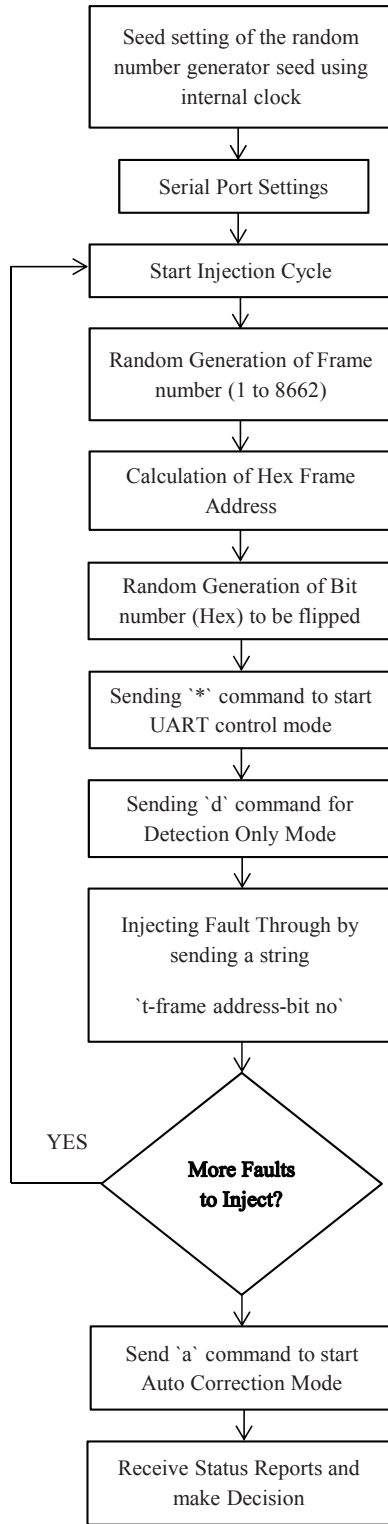 Seed setting of the random
number generator seed using
internal clock
Serial Port Settings
Start Injection Cycle
Random Generation of Frame
number (1 to 8662)
Calculation of Hex Frame
Address
Random Generation of Bit
number (Hex) to be flipped
Sending `*` command to start
UART control mode
Sending `d` command for
Detection Only Mode
Injecting Fault Through by
sending a string
`t-frame address-bit no`
YES
More Faults
to Inject?
Send `a` command to start
Auto Correction Mode
Receive Status Reports and
make Decision